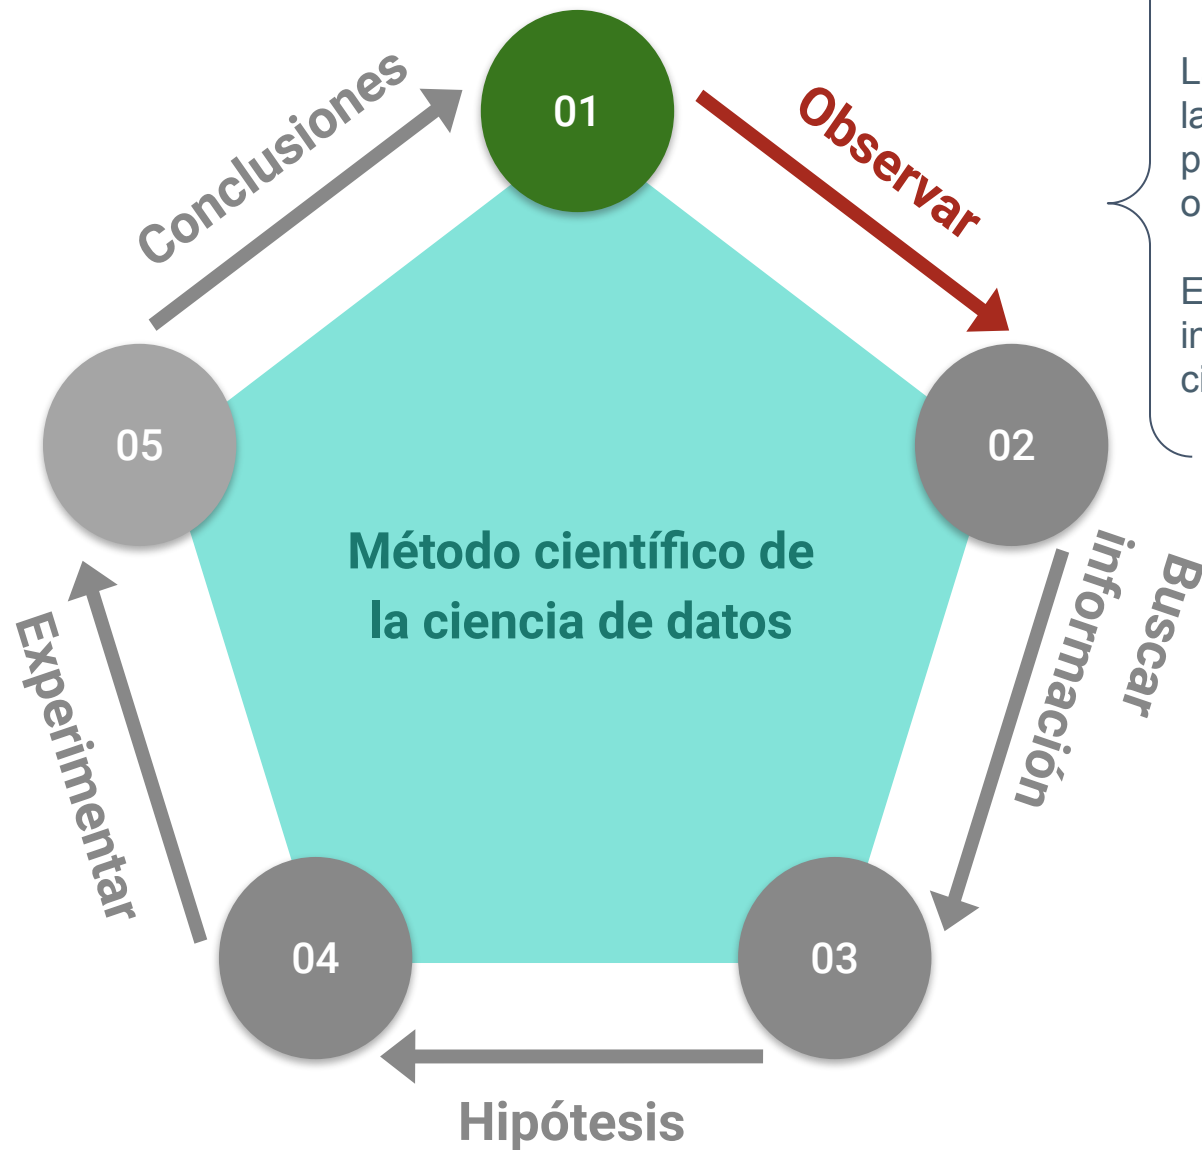 01
Observar
02
Buscar
información
03
Hipótesis
04
Experimentar
05
Conclusiones
Método científico de
la ciencia de datos